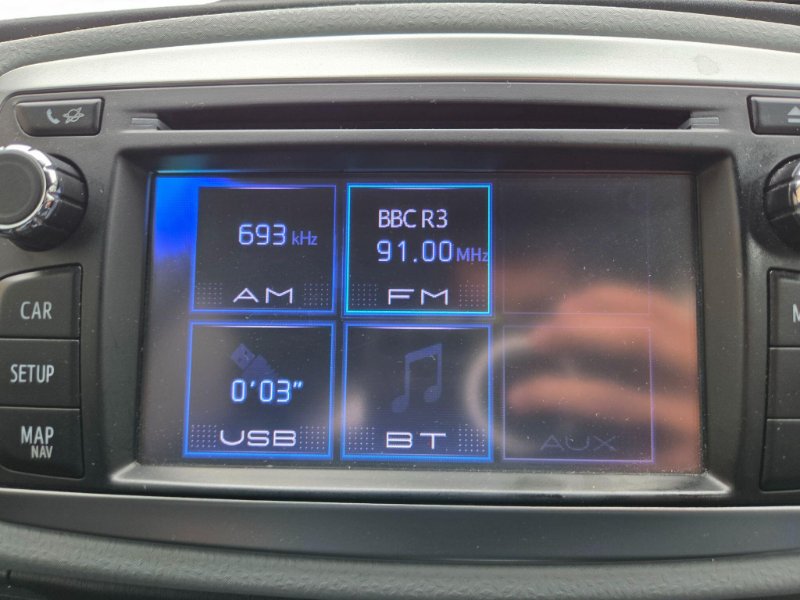 693 kHz
BBC R3
91.00 MHz
AM
FM
CAR
SETUP
0'03"
MAP
NAV
USB
BT
AUX